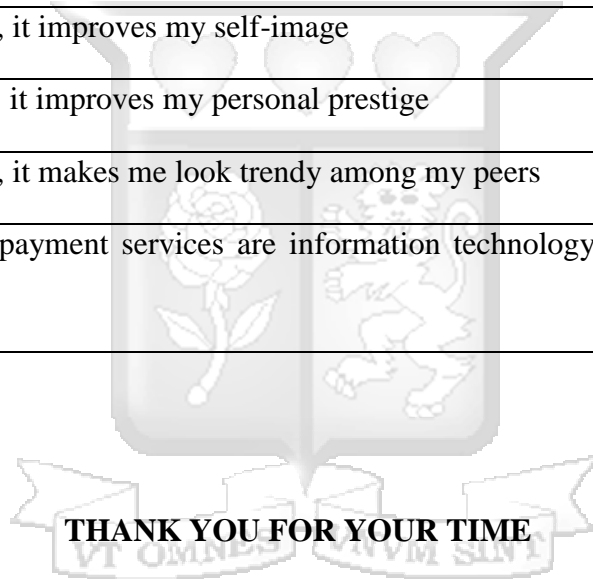 , it improves my self-image
, it improves my personal prestige
, it makes me look trendy among my peers
payment services are information technology
THANK YOU FOR YOUR TIME
VT OMNES VNVM SINT